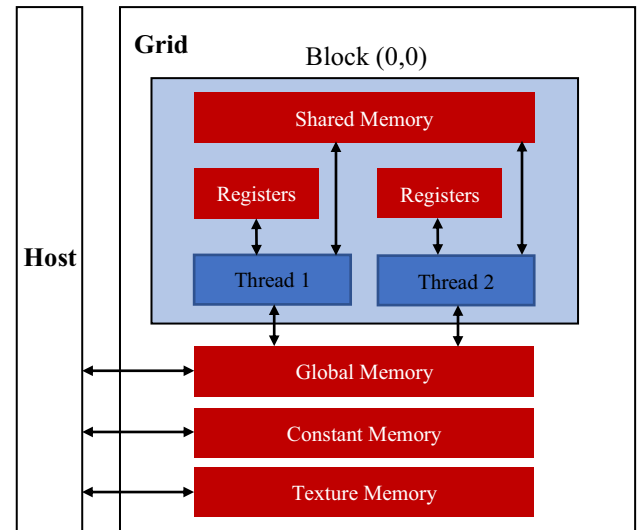 Grid
Block (0,0)
Shared Memory
Registers
Registers
Host
Thread 1
Thread 2
Global Memory
Constant Memory
Texture Memory